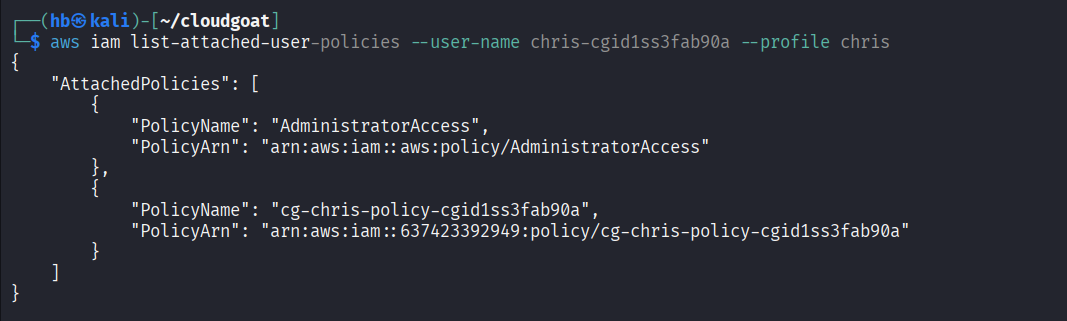 ┌──(hb㉿kali)-[~/cloudgoat]
└─$ aws iam list-attached-user-policies --user-name chris-cgid1ss3fab90a --profile chris
{
    "AttachedPolicies": [
        {
            "PolicyName": "AdministratorAccess",
            "PolicyArn": "arn:aws:iam::aws:policy/AdministratorAccess"
        },
        {
            "PolicyName": "cg-chris-policy-cgid1ss3fab90a",
            "PolicyArn": "arn:aws:iam::637423392949:policy/cg-chris-policy-cgid1ss3fab90a"
        }
    ]
}